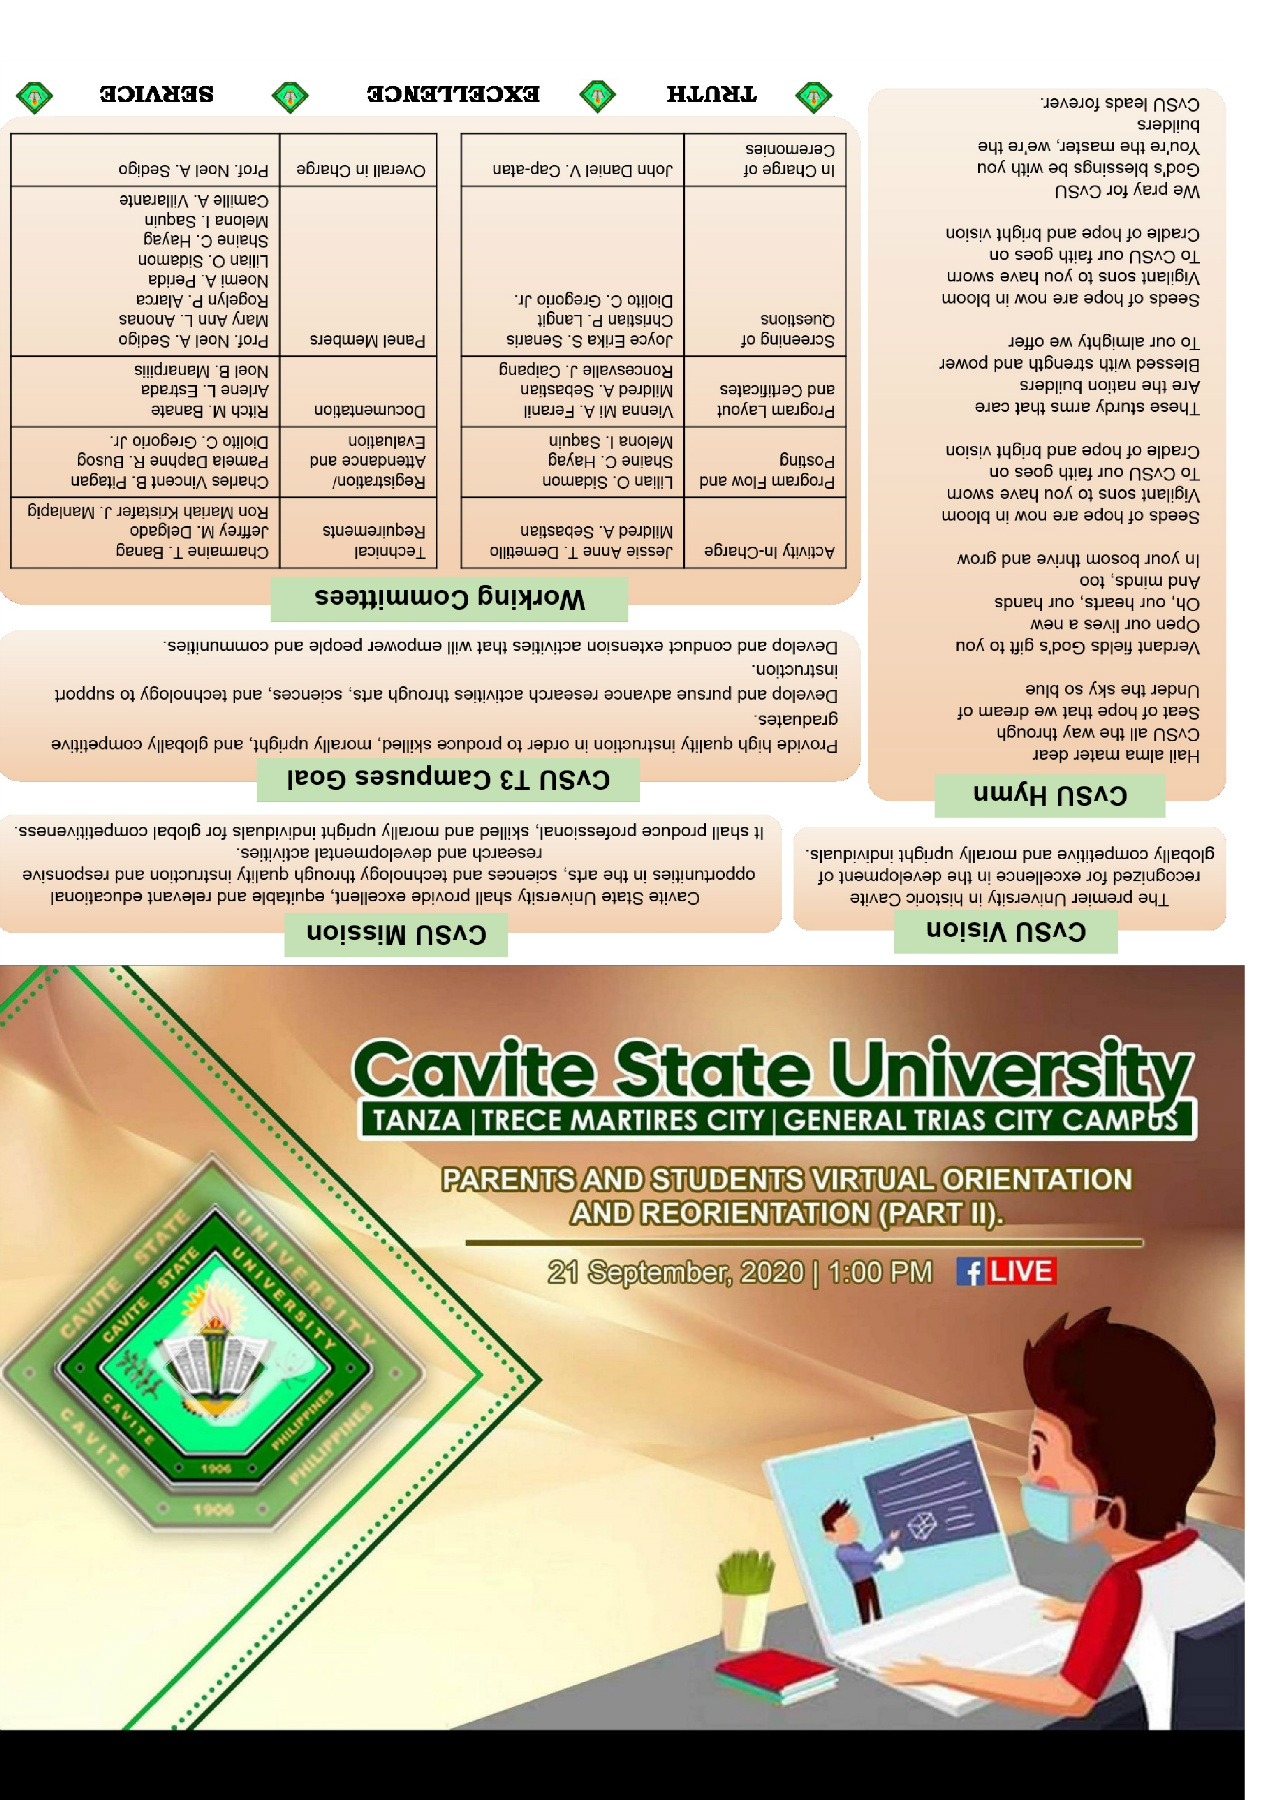 Cavite State University
TANZA | TRECE MARTIRES CITY | GENERAL TRIAS CITY CAMPUS
PARENTS AND STUDENTS VIRTUAL ORIENTATION
AND REORIENTATION (PART II).
21 September, 2020 | 1:00 PM f LIVE
CAVITE STATE UNIVERSITY
CAVITE STATE UNIVERSITY
CAVITE 1906 PHILIPPINES
CAVITE 1906 PHILIPPINES
CvSU Vision
The premier University in historic Cavite
recognized for excellence in the development of
globally competitive and morally upright individuals.
CvSU Mission
Cavite State University shall provide excellent, equitable and relevant educational
opportunities in the arts, sciences and technology through quality instruction and responsive
research and developmental activities.
It shall produce professional, skilled and morally upright individuals for global competitiveness.
CvSU Hymn
Hail alma mater dear
CvSU all the way through
Seat of hope that we dream of
Under the sky so blue
Verdant fields God's gift to you
Open our lives a new
Oh, our hearts, our hands
And minds, too
In your bosom thrive and grow
Seeds of hope are now in bloom
Vigilant sons to you have sworn
To CvSU our faith goes on
Cradle of hope and bright vision
These sturdy arms that care
Are the nation builders
Blessed with strength and power
To our almighty we offer
Seeds of hope are now in bloom
Vigilant sons to you have sworn
To CvSU our faith goes on
Cradle of hope and bright vision
We pray for CvSU
God's blessings be with you
You're the master, we're the
builders
CvSU leads forever.
CvSU T3 Campuses Goal
Provide high quality instruction in order to produce skilled, morally upright, and globally competitive
graduates.
Develop and pursue advance research activities through arts, sciences, and technology to support
instruction.
Develop and conduct extension activities that will empower people and communities.
Working Committees
Activity In-Charge
Jessie Anne T. Demetillo
Mildred A. Sebastian
Program Flow and
Posting
Lilian O. Sidamon
Shaine C. Hayag
Melona I. Saquin
Program Layout
and Certificates
Vienna Mi A. Feranil
Mildred A. Sebastian
Roncesvalle J. Caipang
Screening of
Questions
Joyce Erika S. Senaris
Christian P. Langit
Diolito C. Gregorio Jr.
In Charge of
Ceremonies
John Daniel V. Cap-atan
Technical
Requirements
Charmaine T. Banag
Jeffrey M. Delgado
Ron Mariah Kristafer J. Manlapig
Registration/
Attendance and
Evaluation
Charles Vincent B. Pitagan
Pamela Daphne R. Busog
Diolito C. Gregorio Jr.
Documentation
Ritch M. Banate
Arlene L. Estrada
Noel B. Manarpiis
Panel Members
Prof. Noel A. Sedigo
Mary Ann L. Anonas
Rogelyn P. Alarca
Noemi A. Perida
Lilian O. Sidamon
Shaine C. Hayag
Melona I. Saquin
Camille A. Villarante
Overall in Charge
Prof. Noel A. Sedigo
TRUTH EXCELLENCE SERVICE